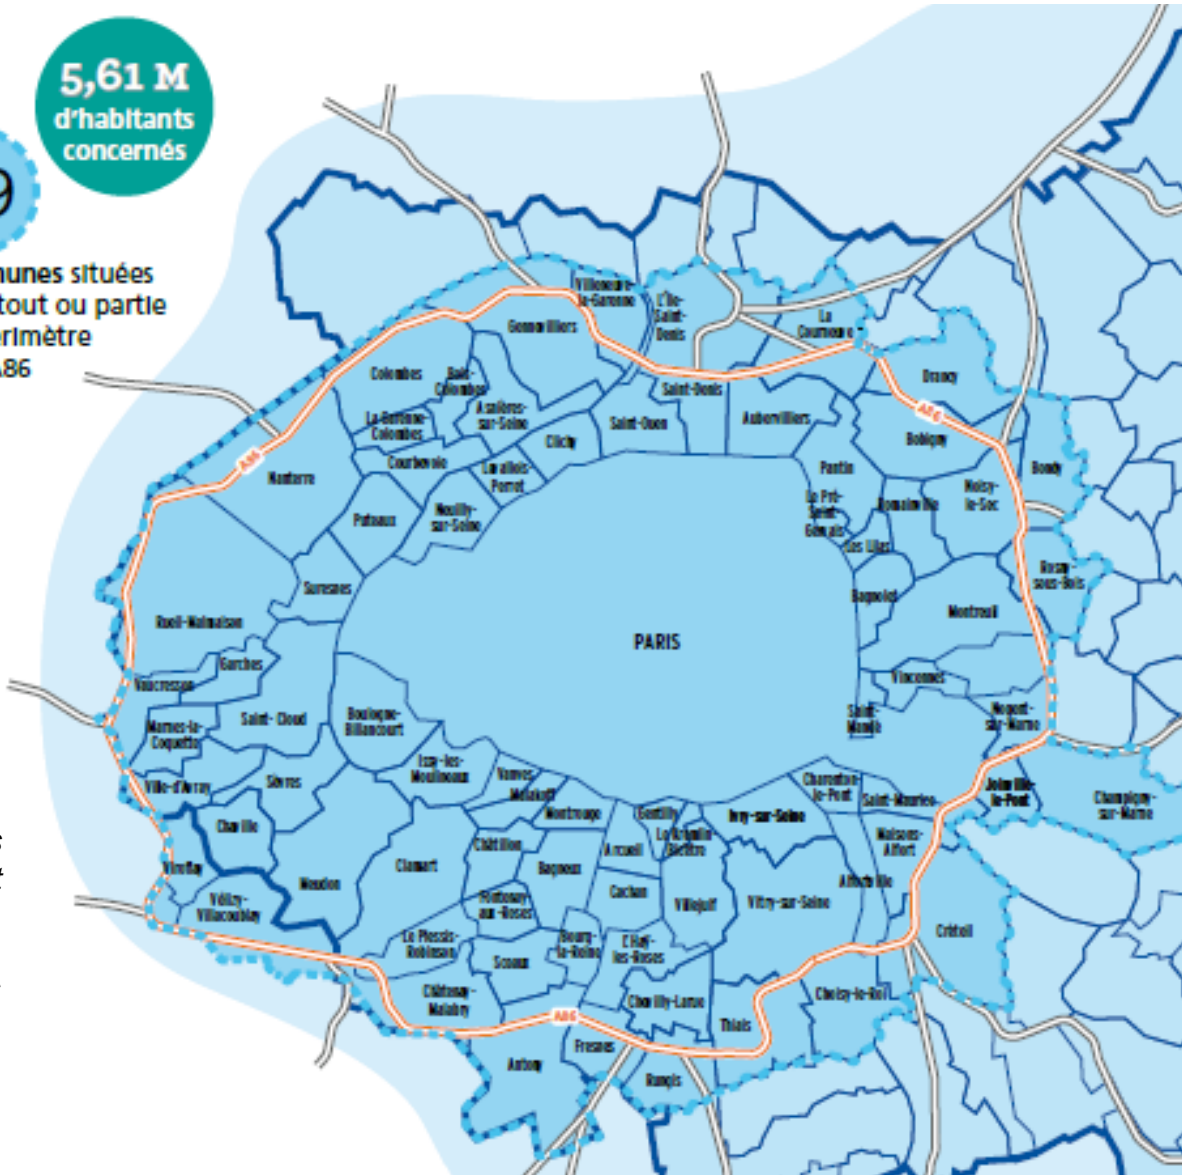 5,61 M
d'habitants
concernés
9
munes situées
tout ou partie
érimètre
A86
Villeneuve-
la-Garenne
L'Île-
Saint-
Denis
La
Courneuve
Gennevilliers
Colombes
Bois-
Colombes
Drancy
La Garenne-
Colombes
Asnières-
sur-Seine
Saint-Denis
Saint-Ouen
Aubervilliers
A86
Bobigny
Clichy
A86
Nanterre
Courbevoie
Levallois-
Perret
Pantin
Bondy
Puteaux
Neuilly-
sur-Seine
Le Pré-
Saint-
Gervais
Romainville
Noisy-
le-Sec
Les Lilas
Suresnes
Rosny-
sous-Bois
Bagnolet
Montreuil
Rueil-Malmaison
PARIS
Garches
Vaucresson
Vincennes
Marnes-la-
Coquette
Saint-Cloud
Boulogne-
Billancourt
Saint-
Mandé
Nogent-
sur-Marne
Ville-d'Avray
Sèvres
Issy-les-
Moulineaux
Vanves
Malakoff
Charenton-
le-Pont
Saint-Maurice
Joinville-
le-Pont
Champigny-
sur-Marne
Chaville
Montrouge
Gentilly
Ivry-sur-Seine
Le Kremlin
Bicêtre
Maisons-
Alfort
Viroflay
Meudon
Clamart
Châtillon
Arcueil
Bagneux
Cachan
Villejuif
Vitry-sur-Seine
Alfortville
Vélizy-
Villacoublay
Fontenay
aux-Roses
Le Plessis-
Robinson
Sceaux
Bourg-
la-Reine
L'Haÿ-
les-Roses
Créteil
Châtenay-
Malabry
Chevilly-Larue
Thiais
Choisy-le-Roi
A86
Antony
Fresnes
Rungis